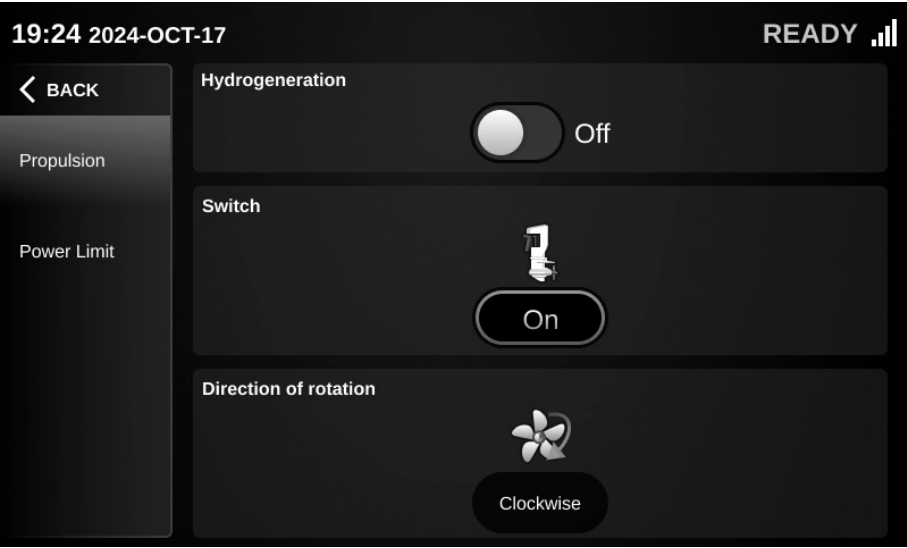 19:24 2024-OCT-17
READY
BACK
Propulsion
Power Limit
Hydrogeneration
Off
Switch
On
Direction of rotation
Clockwise